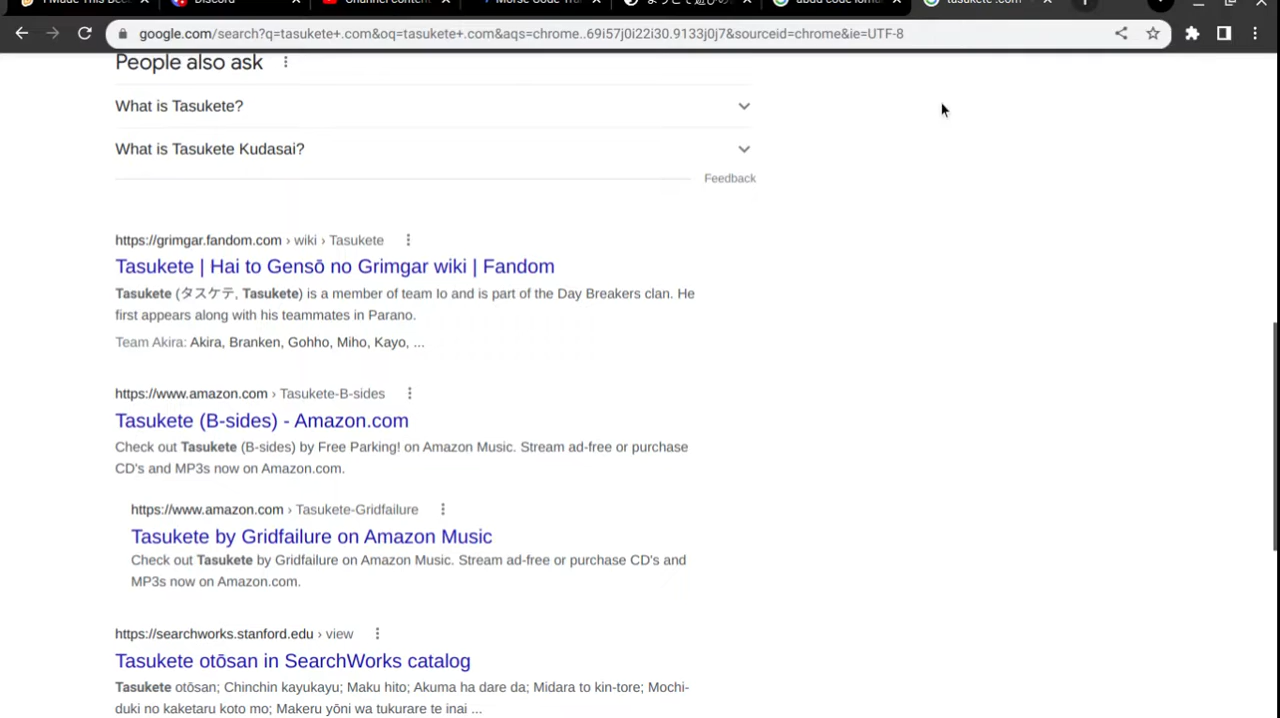 Discord
google.com/search?q=tasukete+.com&oq=tasukete+.com&aqs=chrome..69i57j0i22i30.9133j0j7&sourceid=chrome&ie=UTF-8
People also ask
What is Tasukete?
What is Tasukete Kudasai?
Feedback
https://grimgar.fandom.com › wiki › Tasukete
Tasukete | Hai to Gensō no Grimgar wiki | Fandom
Tasukete (タスケテ, Tasukete) is a member of team Io and is part of the Day Breakers clan. He
first appears along with his teammates in Parano.
Team Akira: Akira, Branken, Gohho, Miho, Kayo, ...
https://www.amazon.com › Tasukete-B-sides
Tasukete (B-sides) - Amazon.com
Check out Tasukete (B-sides) by Free Parking! on Amazon Music. Stream ad-free or purchase
CD's and MP3s now on Amazon.com.
https://www.amazon.com › Tasukete-Gridfailure
Tasukete by Gridfailure on Amazon Music
Check out Tasukete by Gridfailure on Amazon Music. Stream ad-free or purchase CD's and
MP3s now on Amazon.com.
https://searchworks.stanford.edu › view
Tasukete otōsan in SearchWorks catalog
Tasukete otōsan; Chinchin kayukayu; Maku hito; Akuma ha dare da; Midara to kin-tore; Mochi-
duki no kaketaru koto mo; Makeru yōni wa tukurare te inai ...